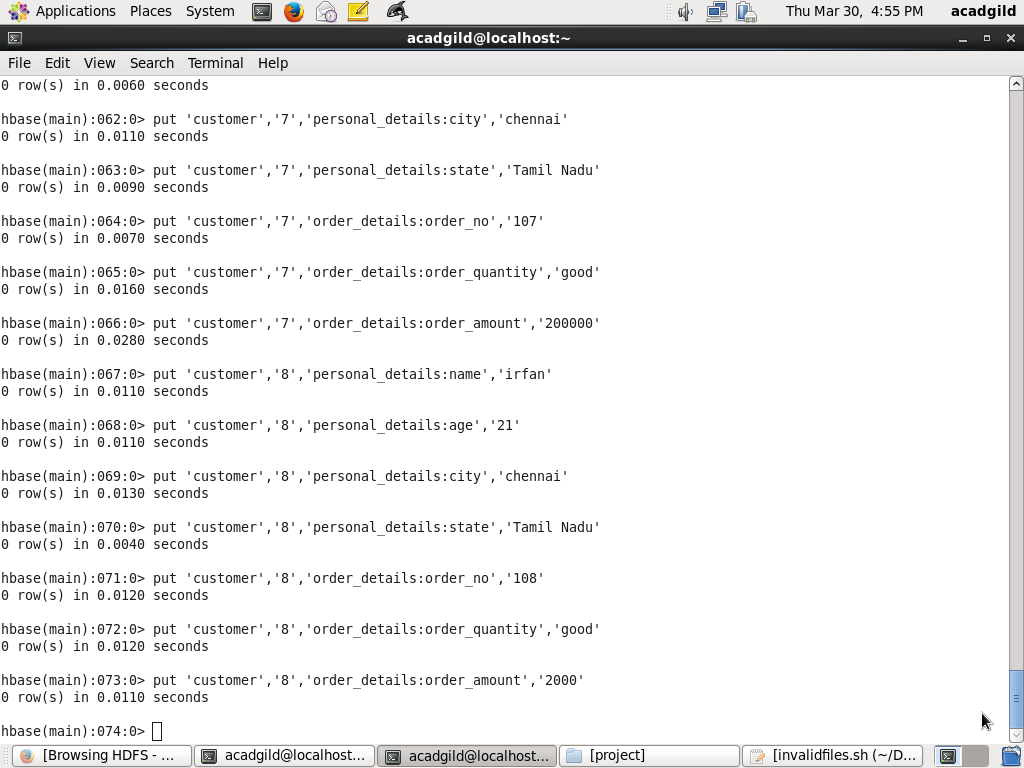 Applications Places System Thu Mar 30, 4:55 PM acadgild
acadgild@localhost:~
File Edit View Search Terminal Help
0 row(s) in 0.0060 seconds
hbase(main):062:0> put 'customer','7','personal_details:city','chennai'
0 row(s) in 0.0110 seconds
hbase(main):063:0> put 'customer','7','personal_details:state','Tamil Nadu'
0 row(s) in 0.0090 seconds
hbase(main):064:0> put 'customer','7','order_details:order_no','107'
0 row(s) in 0.0070 seconds
hbase(main):065:0> put 'customer','7','order_details:order_quantity','good'
0 row(s) in 0.0160 seconds
hbase(main):066:0> put 'customer','7','order_details:order_amount','200000'
0 row(s) in 0.0280 seconds
hbase(main):067:0> put 'customer','8','personal_details:name','irfan'
0 row(s) in 0.0110 seconds
hbase(main):068:0> put 'customer','8','personal_details:age','21'
0 row(s) in 0.0110 seconds
hbase(main):069:0> put 'customer','8','personal_details:city','chennai'
0 row(s) in 0.0130 seconds
hbase(main):070:0> put 'customer','8','personal_details:state','Tamil Nadu'
0 row(s) in 0.0040 seconds
hbase(main):071:0> put 'customer','8','order_details:order_no','108'
0 row(s) in 0.0120 seconds
hbase(main):072:0> put 'customer','8','order_details:order_quantity','good'
0 row(s) in 0.0120 seconds
hbase(main):073:0> put 'customer','8','order_details:order_amount','2000'
0 row(s) in 0.0110 seconds
hbase(main):074:0>
[Browsing HDFS - ... acadgild@localhost:... acadgild@localhost:... [project] [invalidfiles.sh (~/D...